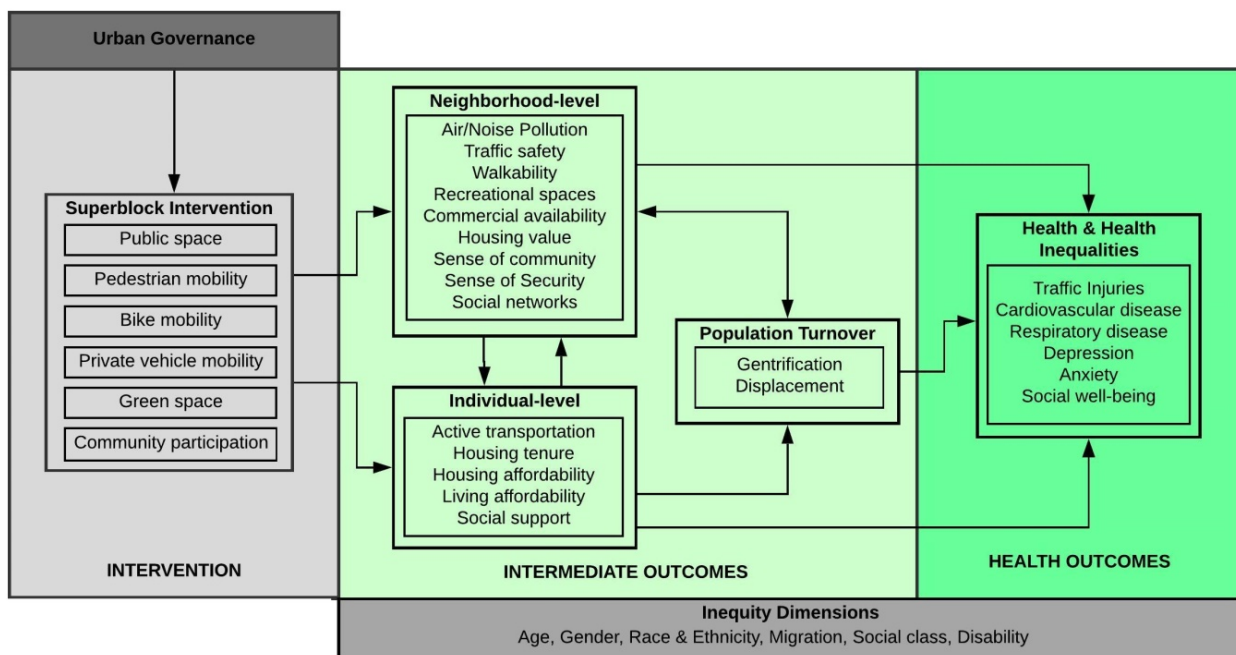 Urban Governance
Superblock Intervention
Public space
Pedestrian mobility
Bike mobility
Private vehicle mobility
Green space
Community participation
INTERVENTION
Neighborhood-level
Air/Noise Pollution
Traffic safety
Walkability
Recreational spaces
Commercial availability
Housing value
Sense of community
Sense of Security
Social networks
Individual-level
Active transportation
Housing tenure
Housing affordability
Living affordability
Social support
Population Turnover
Gentrification
Displacement
INTERMEDIATE OUTCOMES
Health & Health
Inequalities
Traffic Injuries
Cardiovascular disease
Respiratory disease
Depression
Anxiety
Social well-being
HEALTH OUTCOMES
Inequity Dimensions
Age, Gender, Race & Ethnicity, Migration, Social class, Disability